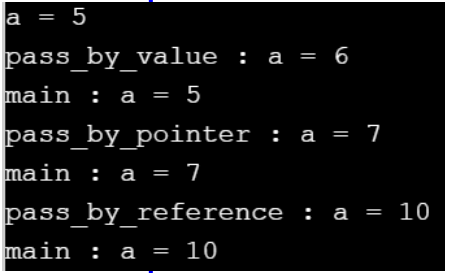 a = 5
pass_by_value : a = 6
main : a = 5
pass_by_pointer : a = 7
main : a = 7
pass_by_reference : a = 10
main : a = 10